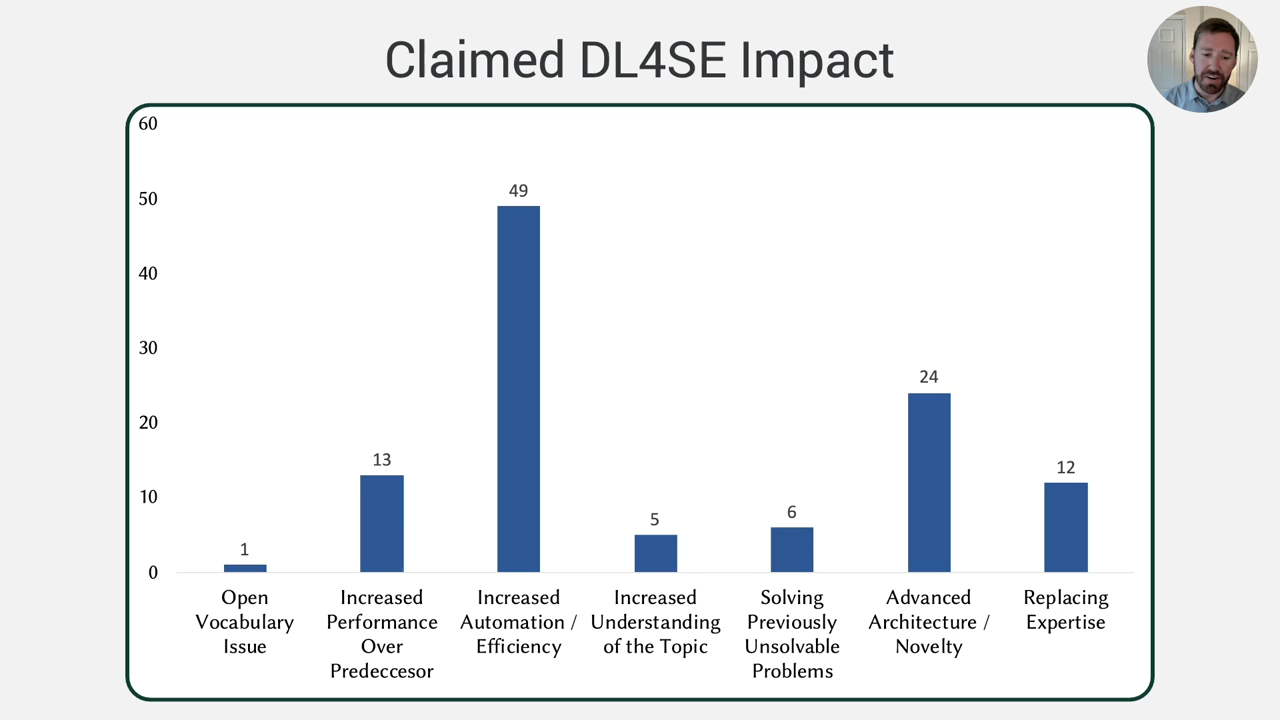 Claimed DL4SE Impact
60
50
40
30
20
10
0
1
13
49
5
6
24
12
Open
Vocabulary
Issue
Increased
Performance
Over
Predeccesor
Increased
Automation /
Efficiency
Increased
Understanding
of the Topic
Solving
Previously
Unsolvable
Problems
Advanced
Architecture /
Novelty
Replacing
Expertise